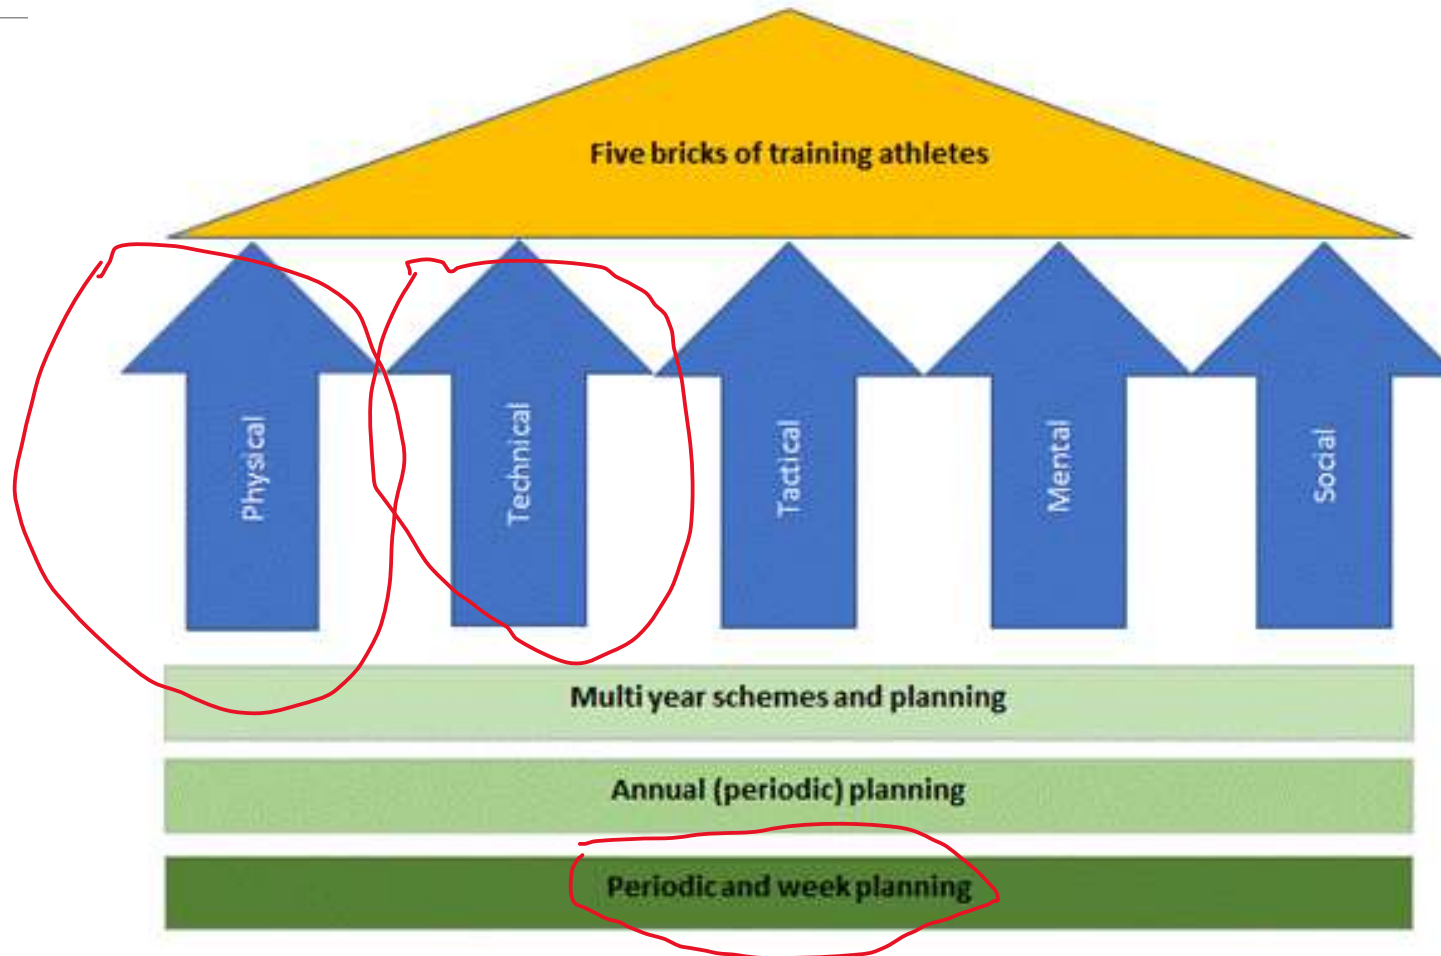 Five bricks of training athletes
Physical
Technical
Tactical
Mental
Social
Multi year schemes and planning
Annual (periodic) planning
Periodic and week planning